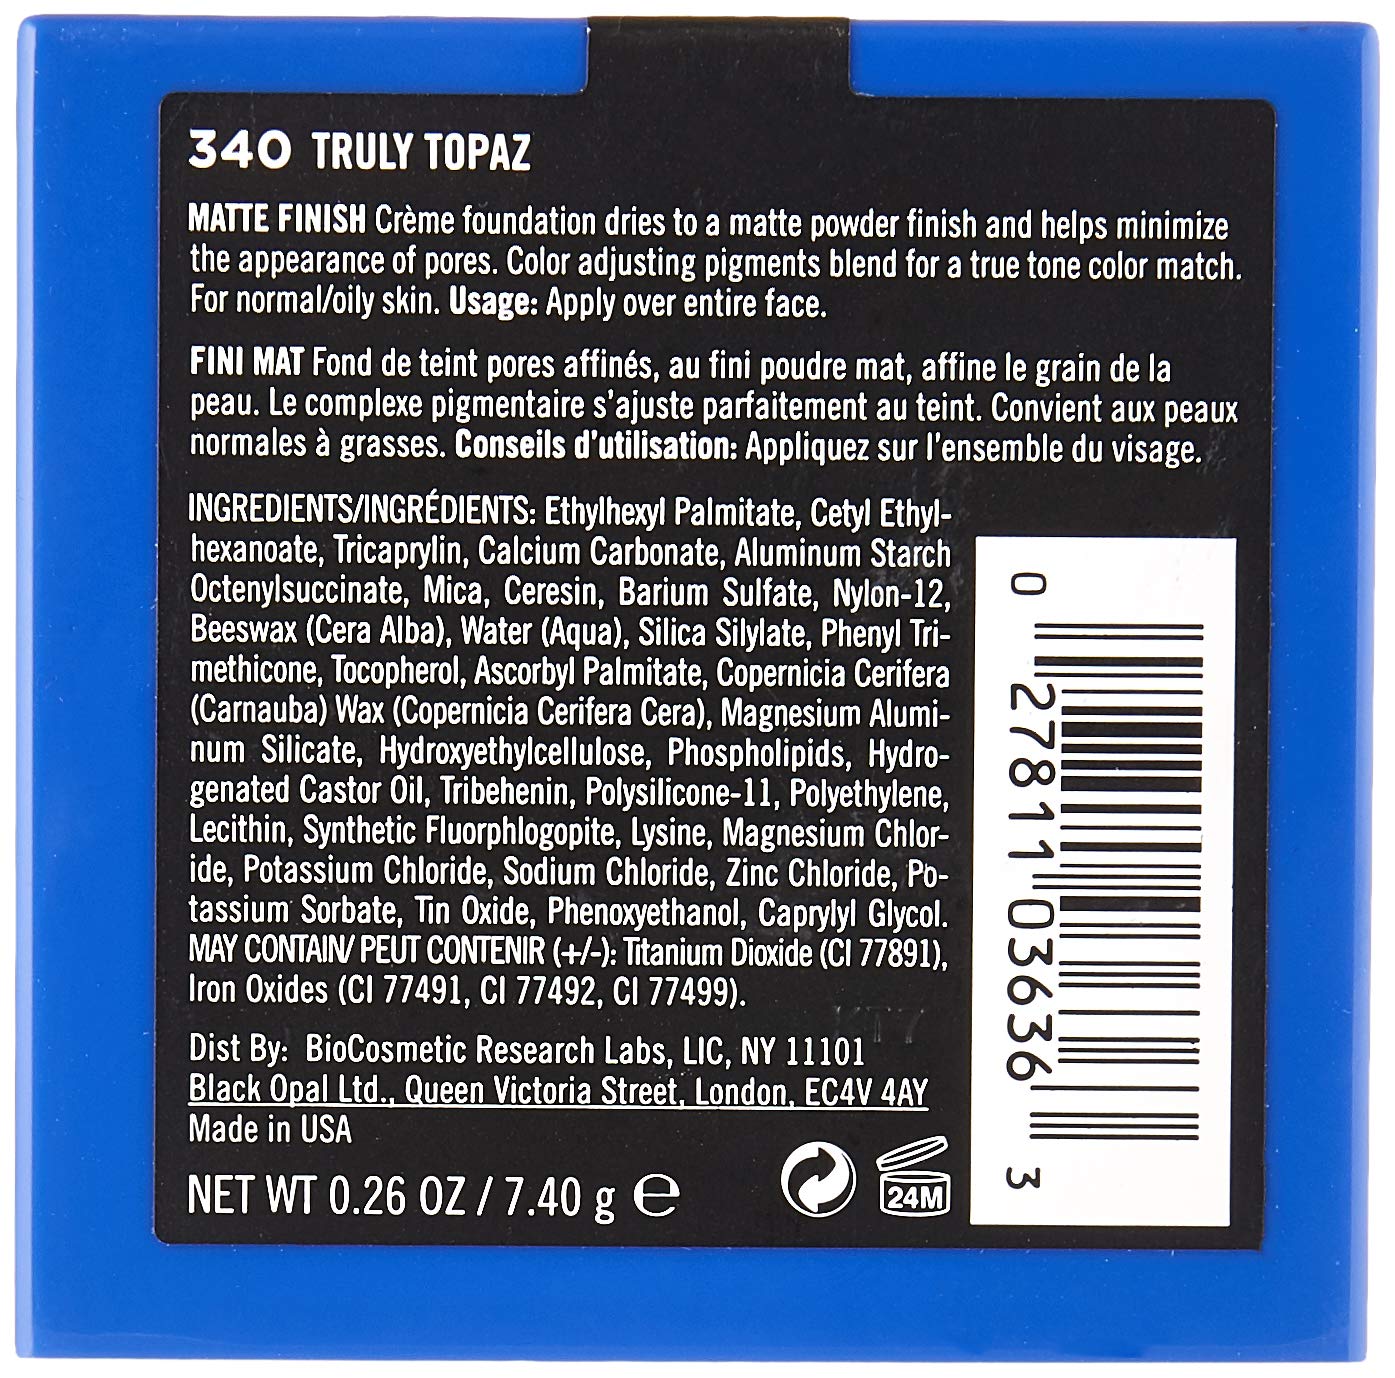 340 TRULY TOPAZ
MATTE FINISH Crème foundation dries to a matte powder finish and helps minimize
the appearance of pores. Color adjusting pigments blend for a true tone color match.
For normal/oily skin. Usage: Apply over entire face.
FINI MAT Fond de teint pores affinés, au fini poudre mat, affine le grain de la
peau. Le complexe pigmentaire s'ajuste parfaitement au teint. Convient aux peaux
normales à grasses. Conseils d'utilisation: Appliquez sur l'ensemble du visage.
INGREDIENTS/INGRÉDIENTS: Ethylhexyl Palmitate, Cetyl Ethyl-
hexanoate, Tricaprylin, Calcium Carbonate, Aluminum Starch
Octenylsuccinate, Mica, Ceresin, Barium Sulfate, Nylon-12,
Beeswax (Cera Alba), Water (Aqua), Silica Silylate, Phenyl Tri-
methicone, Tocopherol, Ascorbyl Palmitate, Copernicia Cerifera
(Carnauba) Wax (Copernicia Cerifera Cera), Magnesium Alumi-
num Silicate, Hydroxyethylcellulose, Phospholipids, Hydro-
genated Castor Oil, Tribehenin, Polysilicone-11, Polyethylene,
Lecithin, Synthetic Fluorphlogopite, Lysine, Magnesium Chlor-
ide, Potassium Chloride, Sodium Chloride, Zinc Chloride, Po-
tassium Sorbate, Tin Oxide, Phenoxyethanol, Caprylyl Glycol.
MAY CONTAIN/ PEUT CONTENIR (+/-): Titanium Dioxide (CI 77891),
Iron Oxides (CI 77491, CI 77492, CI 77499).
Dist By: BioCosmetic Research Labs, LIC, NY 11101
Black Opal Ltd., Queen Victoria Street, London, EC4V 4AY
Made in USA
NET WT 0.26 OZ / 7.40 g e
24M
0 27811 03636 3